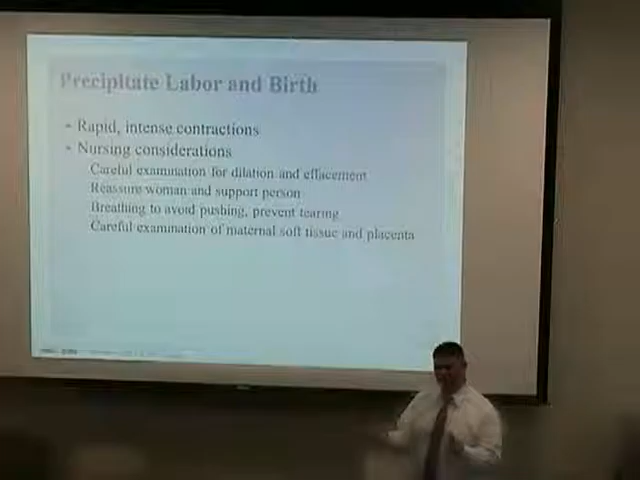 Precipitate Labor and Birth
- Rapid, intense contractions
- Nursing considerations
Careful examination for dilation and effacement
Reassure woman and support person
Breathing to avoid pushing, prevent tearing
Careful examination of maternal soft tissue and placenta